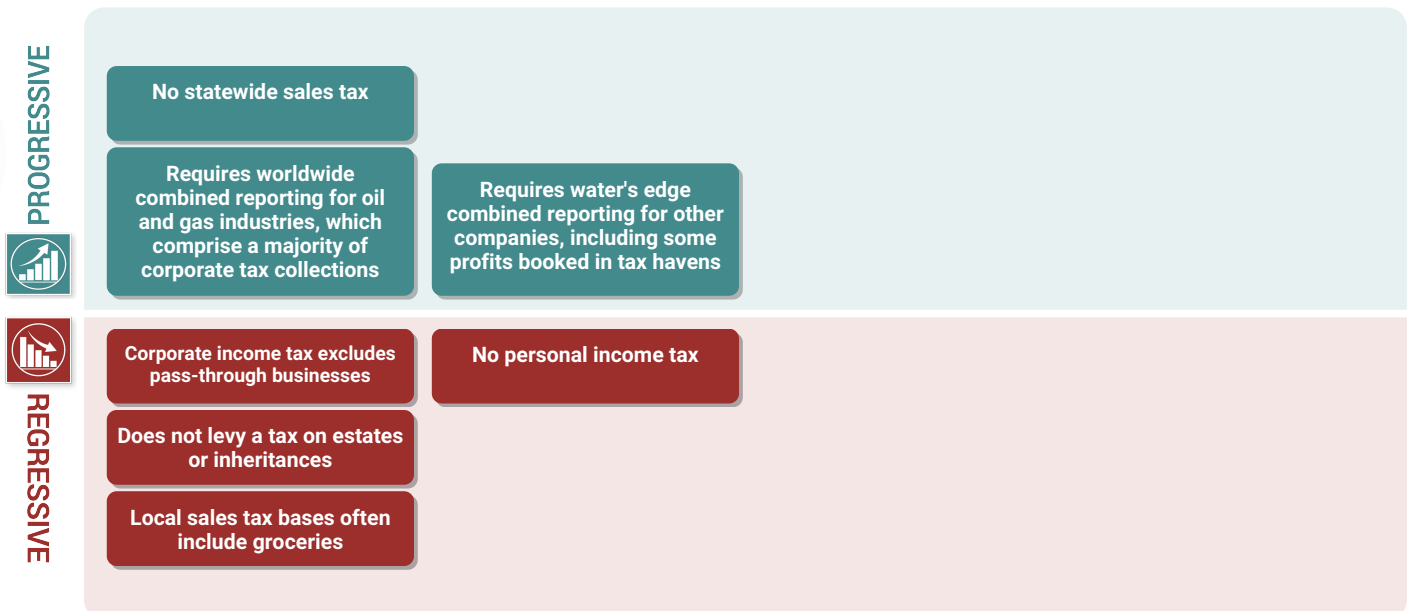 PROGRESSIVE
No statewide sales tax
Requires worldwide
combined reporting for oil
and gas industries, which
comprise a majority of
corporate tax collections
Requires water's edge
combined reporting for other
companies, including some
profits booked in tax havens
REGRESSIVE
Corporate income tax excludes
pass-through businesses
No personal income tax
Does not levy a tax on estates
or inheritances
Local sales tax bases often
include groceries